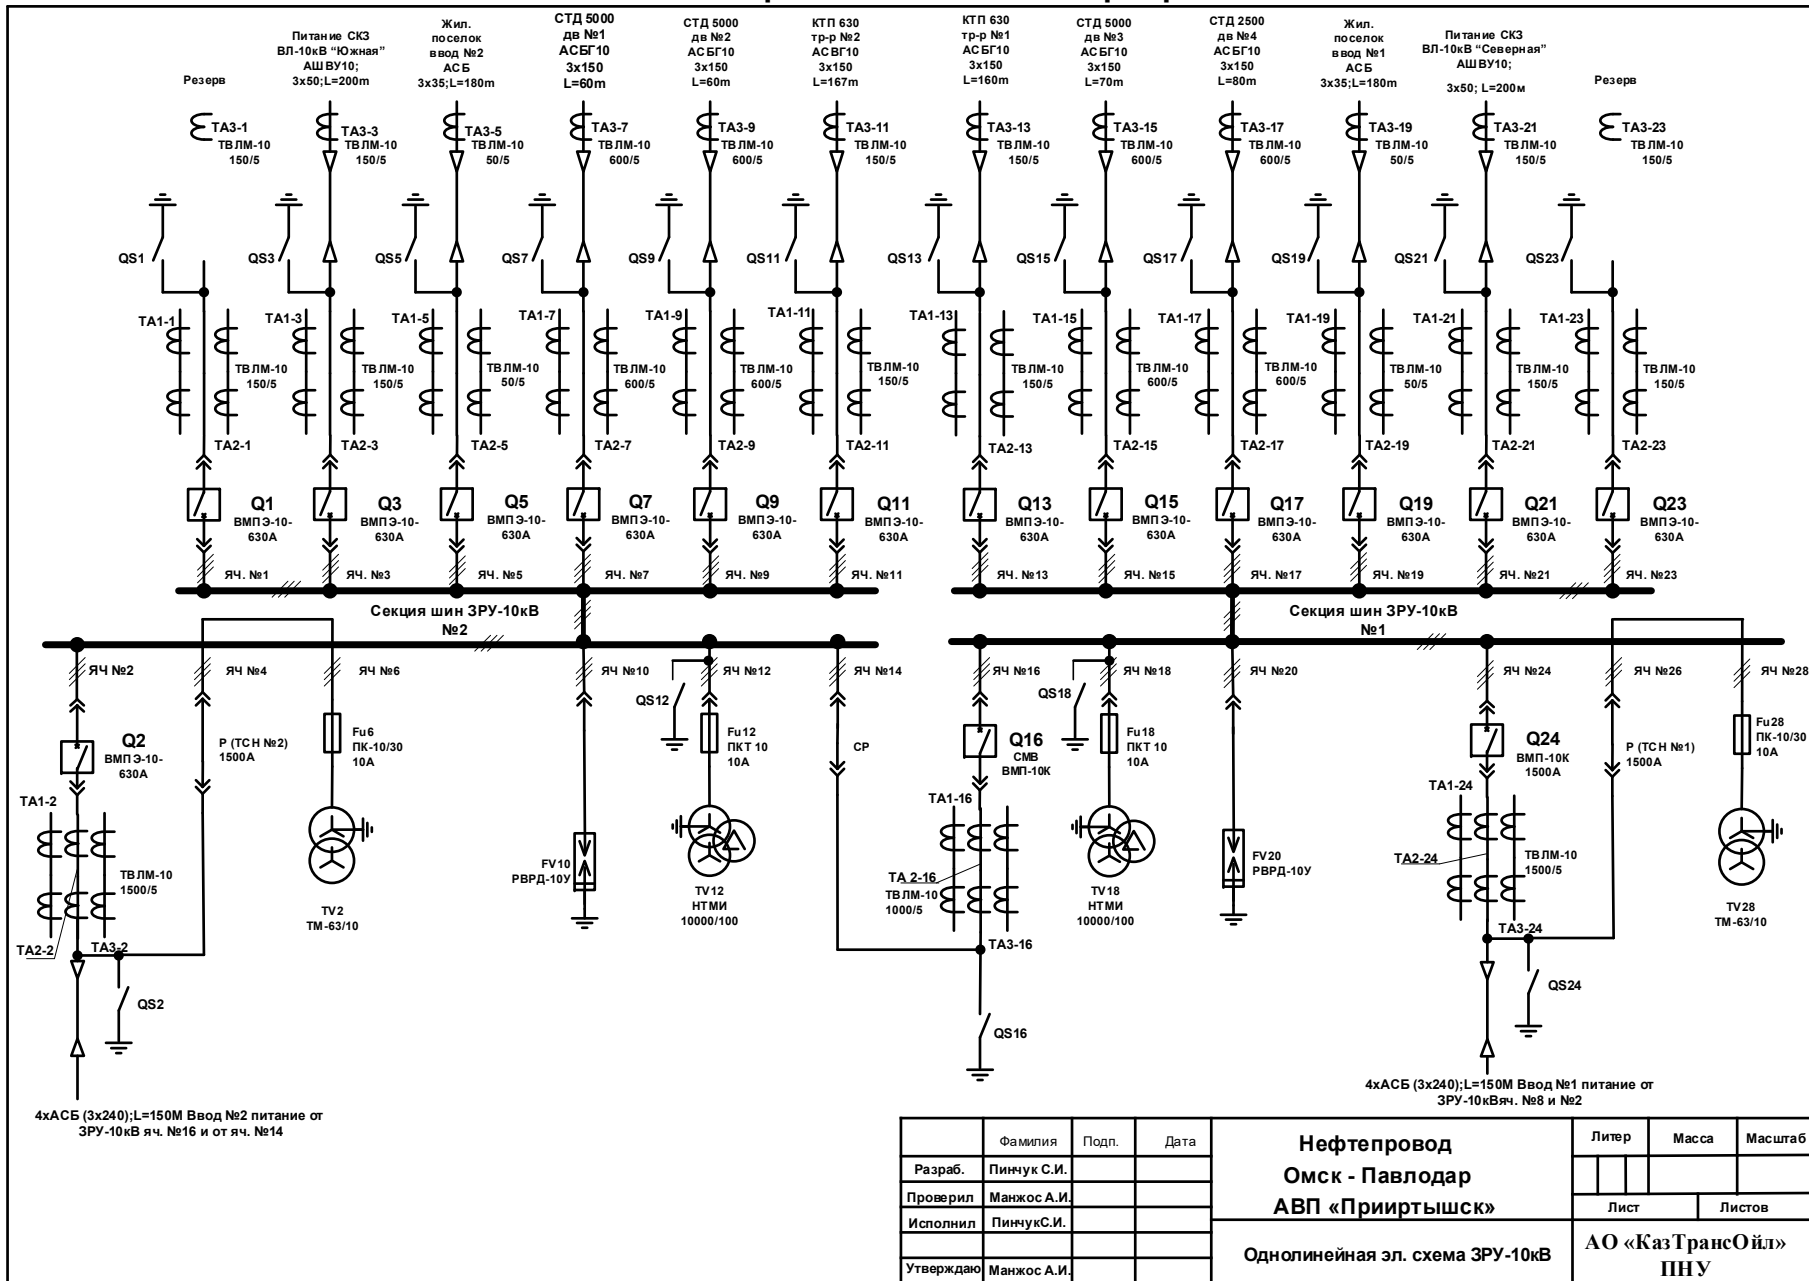 Резерв
Питание СКЗ
ВЛ-10кВ “Южная”
АШВУ10;
3x50;L=200m
Жил.
поселок
ввод №2
АСБ
3x35;L=180m
СТД 5000
дв №1
АСБГ10
3x150
L=60m
СТД 5000
дв №2
АСБГ10
3x150
L=60m
КТП 630
тр-р №2
АСВГ10
3x150
L=167m
КТП 630
тр-р №1
АСБГ10
3x150
L=160m
СТД 5000
дв №3
АСБГ10
3x150
L=70m
СТД 2500
дв №4
АСБГ10
3x150
L=80m
Жил.
поселок
ввод №1
АСБ
3x35;L=180m
Питание СКЗ
ВЛ-10кВ “Северная”
АШВУ10;
3x50; L=200м
Резерв
ТА3-1
ТВЛМ-10
150/5
ТА3-3
ТВЛМ-10
150/5
ТА3-5
ТВЛМ-10
50/5
ТА3-7
ТВЛМ-10
600/5
ТА3-9
ТВЛМ-10
600/5
ТА3-11
ТВЛМ-10
150/5
ТА3-13
ТВЛМ-10
150/5
ТА3-15
ТВЛМ-10
600/5
ТА3-17
ТВЛМ-10
600/5
ТА3-19
ТВЛМ-10
50/5
ТА3-21
ТВЛМ-10
150/5
ТА3-23
ТВЛМ-10
150/5
QS1
QS3
QS5
QS7
QS9
QS11
QS13
QS15
QS17
QS19
QS21
QS23
ТА1-1
ТА1-3
ТА1-5
ТА1-7
ТА1-9
ТА1-11
ТА1-13
ТА1-15
ТА1-17
ТА1-19
ТА1-21
ТА1-23
ТВЛМ-10
150/5
ТВЛМ-10
150/5
ТВЛМ-10
50/5
ТВЛМ-10
600/5
ТВЛМ-10
600/5
ТВЛМ-10
150/5
ТВЛМ-10
150/5
ТВЛМ-10
600/5
ТВЛМ-10
600/5
ТВЛМ-10
50/5
ТВЛМ-10
150/5
ТВЛМ-10
150/5
ТА2-1
ТА2-3
ТА2-5
ТА2-7
ТА2-9
ТА2-11
ТА2-13
ТА2-15
ТА2-17
ТА2-19
ТА2-21
ТА2-23
Q1
ВМПЭ-10-
630А
Q3
ВМПЭ-10-
630А
Q5
ВМПЭ-10-
630А
Q7
ВМПЭ-10-
630А
Q9
ВМПЭ-10-
630А
Q11
ВМПЭ-10-
630А
Q13
ВМПЭ-10-
630А
Q15
ВМПЭ-10-
630А
Q17
ВМПЭ-10-
630А
Q19
ВМПЭ-10-
630А
Q21
ВМПЭ-10-
630А
Q23
ВМПЭ-10-
630А
ЯЧ. №1
ЯЧ. №3
ЯЧ. №5
ЯЧ. №7
ЯЧ. №9
ЯЧ. №11
ЯЧ. №13
ЯЧ. №15
ЯЧ. №17
ЯЧ. №19
ЯЧ. №21
ЯЧ. №23
Секция шин ЗРУ-10кВ
№2
Секция шин ЗРУ-10кВ
№1
ЯЧ №2
ЯЧ №4
ЯЧ №6
ЯЧ №10
ЯЧ №12
ЯЧ №14
ЯЧ №16
ЯЧ №18
ЯЧ №20
ЯЧ №24
ЯЧ №26
ЯЧ №28
QS12
QS18
Q2
ВМПЭ-10-
630А
Р (ТСН №2)
1500А
Fu6
ПК-10/30
10А
Fu12
ПКТ 10
10А
СР
Q16
СМВ
ВМП-10К
Fu18
ПКТ 10
10А
Q24
ВМП-10К
1500А
Р (ТСН №1)
1500А
Fu28
ПК-10/30
10А
ТА1-2
ТВЛМ-10
1500/5
ТА2-2
ТА3-2
TV2
ТМ-63/10
FV10
РВРД-10У
TV12
НТМИ
10000/100
ТА1-16
ТА 2-16
ТВЛМ-10
1000/5
ТА3-16
TV18
НТМИ
10000/100
FV20
РВРД-10У
ТА1-24
ТА2-24
ТВЛМ-10
1500/5
ТА3-24
TV28
ТМ-63/10
QS2
QS16
QS24
4хАСБ (3х240);L=150М Ввод №2 питание от
ЗРУ-10кВ яч. №16 и от яч. №14
4хАСБ (3х240);L=150М Ввод №1 питание от
ЗРУ-10кВяч. №8 и №2
Фамилия Подп. Дата
Разраб. Пинчук С.И.
Проверил Манжос А.И.
Исполнил ПинчукС.И.
Утверждаю Манжос А.И.
Нефтепровод
Омск - Павлодар
АВП «Прииртышск»
Однолинейная эл. схема ЗРУ-10кВ
Литер Масса Масштаб
Лист Листов
АО «КазТрансОйл»
ПНУ